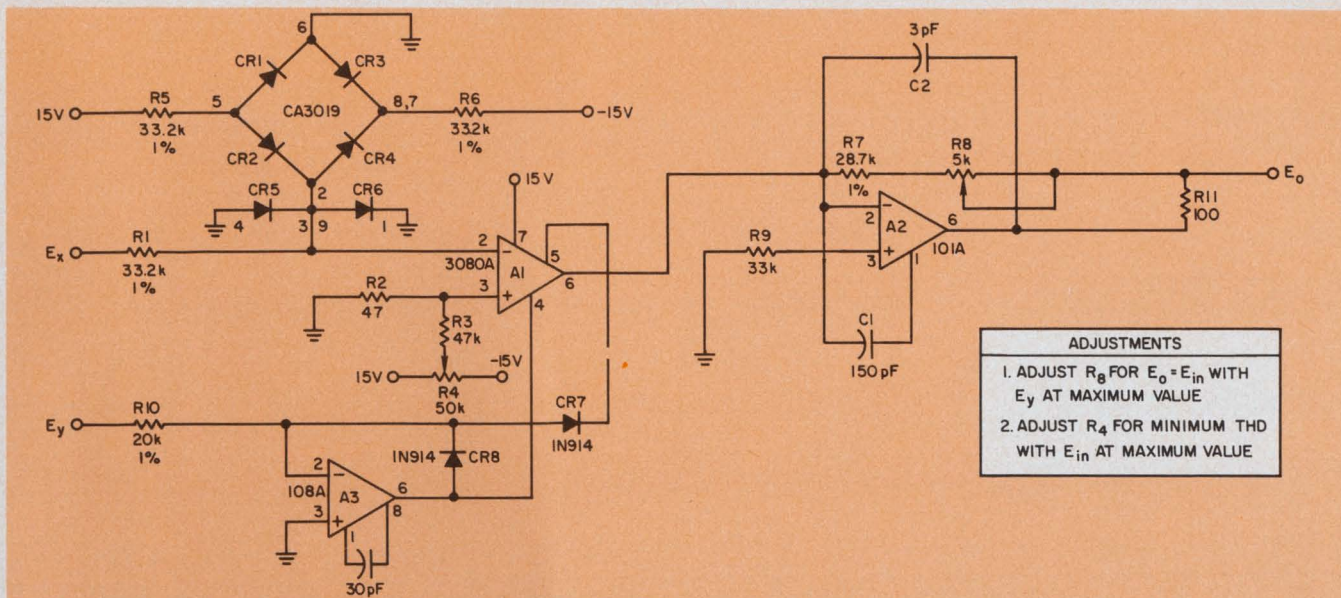 6
CR1
CR3
15V
R5
5
CA3019
8,7
R6
-15V
33.2k
1%
33.2k
1%
CR2
CR4
2
CR5
CR6
4
3
9
1
15V
Ex
R1
33.2k
1%
2
−
7
3080A
A1
5
6
3
+
4
R2
47
R3
47k
15V
-15V
R4
50k
Ey
R10
20k
1%
CR7
1N914
1N914
CR8
2
−
108A
A3
6
3
+
8
1
30pF
3pF
C2
R7
28.7k
1%
R8
5k
Eo
R11
100
−
2
A2
6
101A
R9
33k
3
+
1
C1
150pF
ADJUSTMENTS
1. ADJUST R8 FOR Eo = Ein WITH
Ey AT MAXIMUM VALUE
2. ADJUST R4 FOR MINIMUM THD
WITH Ein AT MAXIMUM VALUE